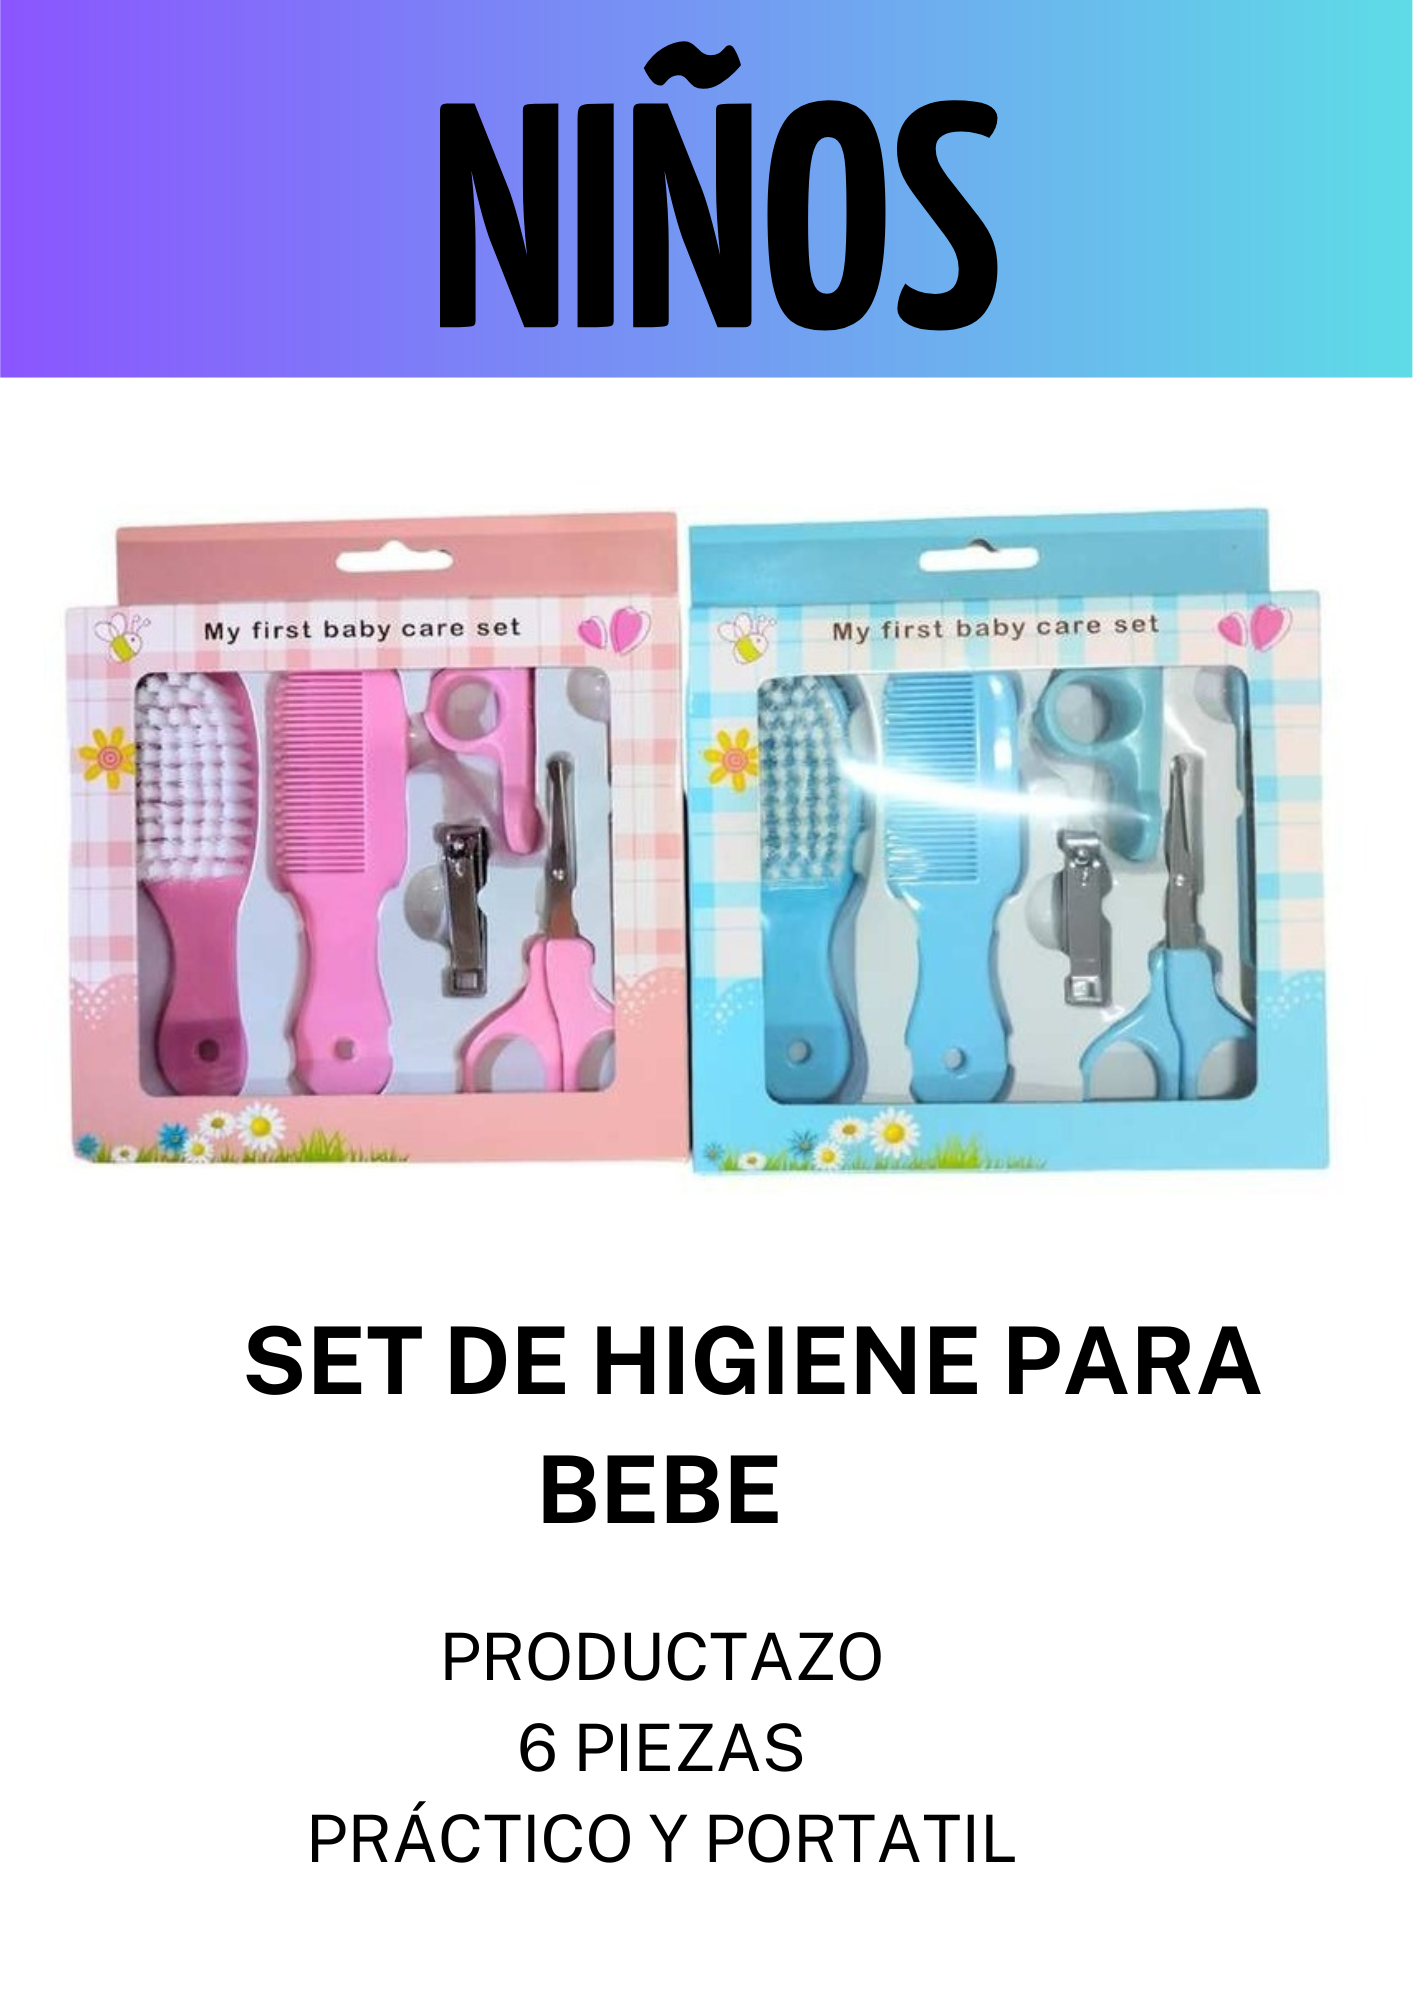 NIÑOS
My first baby care set
My first baby care set
SET DE HIGIENE PARA
BEBE
PRODUCTAZO
6 PIEZAS
PRÁCTICO Y PORTATIL